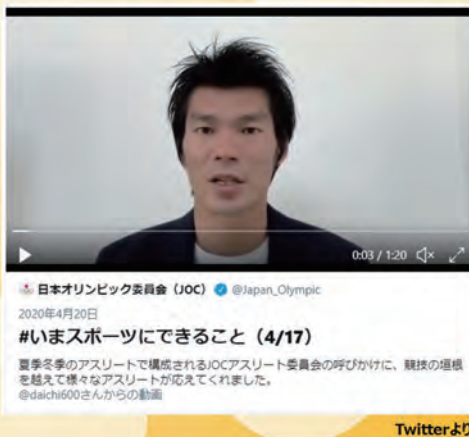 0:03 / 1:20
日本オリンピック委員会（JOC） @Japan_Olympic
2020年4月20日
#いまスポーツにできること（4/17）
夏季冬季のアスリートで構成されるJOCアスリート委員会の呼びかけに、競技の垣根
を越えて様々なアスリートが応えてくれました。
@daichi600さんからの動画
Twitterより